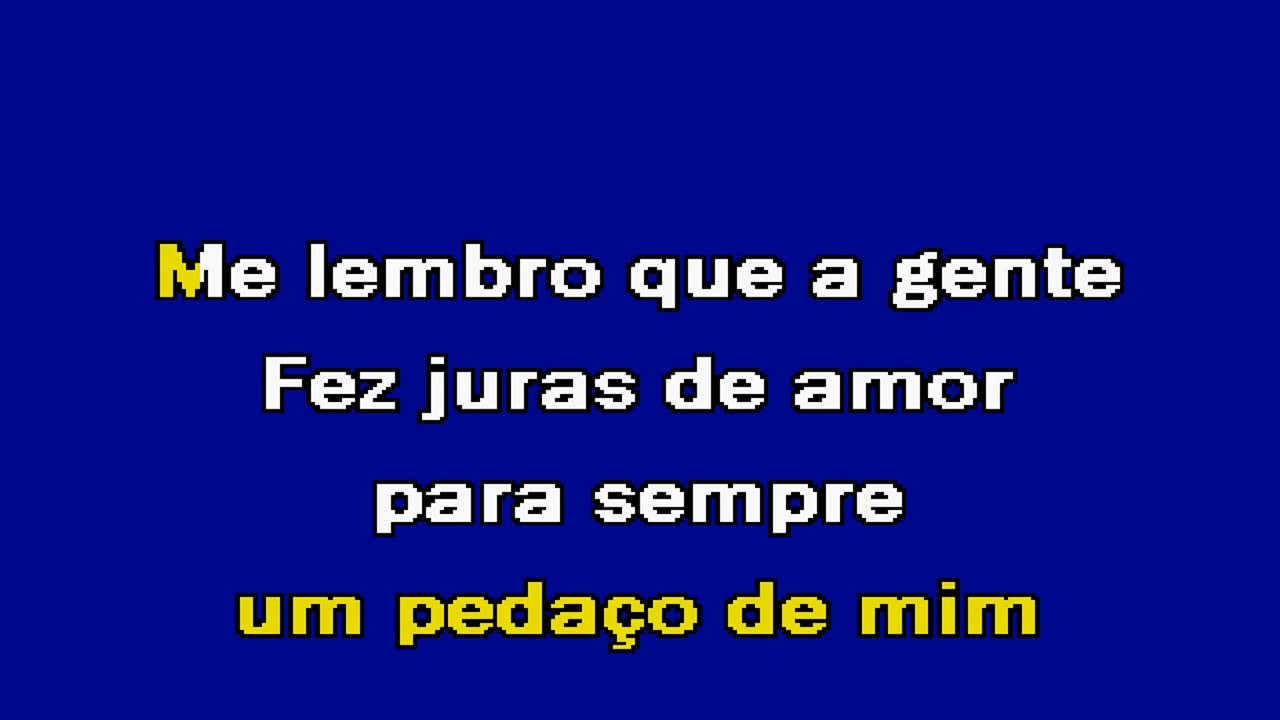 Me lembro que a gente
Fez juras de amor
para sempre
um pedaço de mim